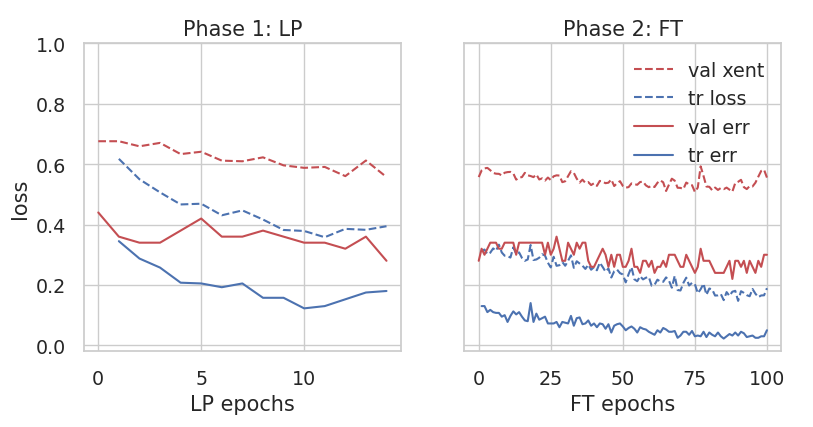 Phase 1: LP
Phase 2: FT
loss
1.0
0.8
0.6
0.4
0.2
0.0
0
5
10
LP epochs
val xent
tr loss
val err
tr err
0
25
50
75
100
FT epochs